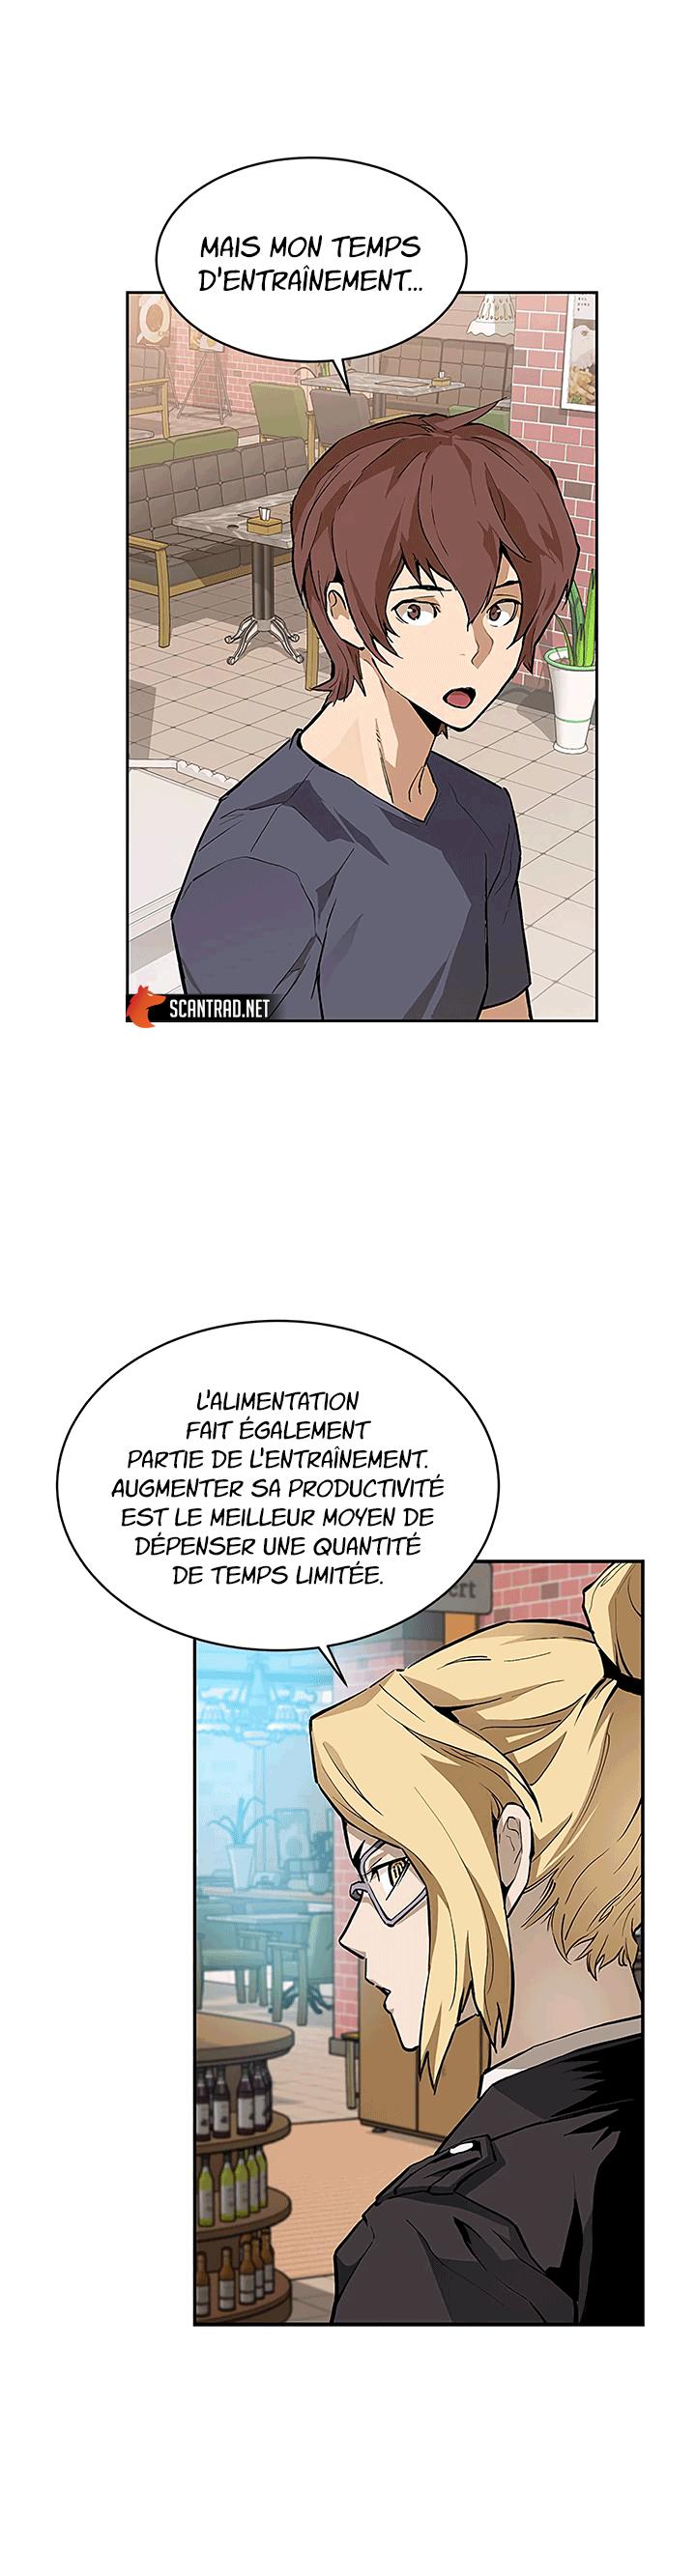 MAIS MON TEMPS
D'ENTRAÎNEMENT...
SCANTRAD.NET
L'ALIMENTATION
FAIT ÉGALEMENT
PARTIE DE L'ENTRAÎNEMENT.
AUGMENTER SA PRODUCTIVITÉ
EST LE MEILLEUR MOYEN DE
DÉPENSER UNE QUANTITÉ
DE TEMPS LIMITÉE.